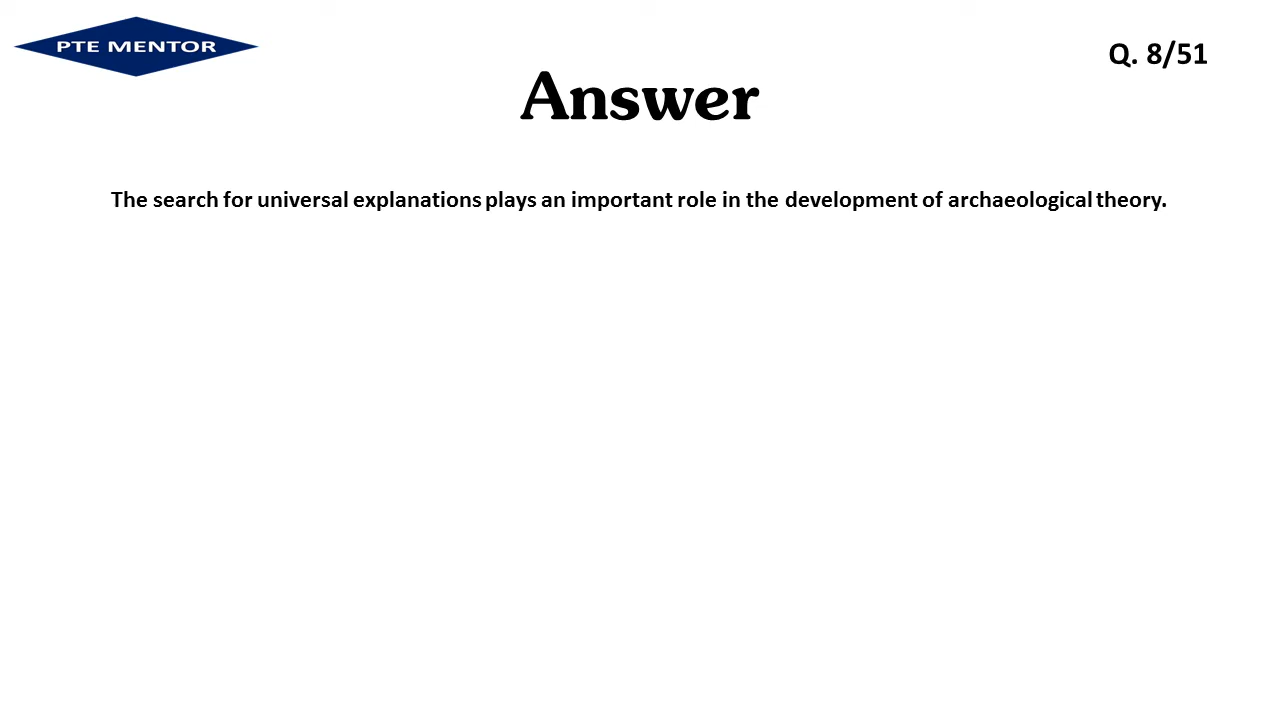 PTE MENTOR
Q. 8/51
Answer
The search for universal explanations plays an important role in the development of archaeological theory.